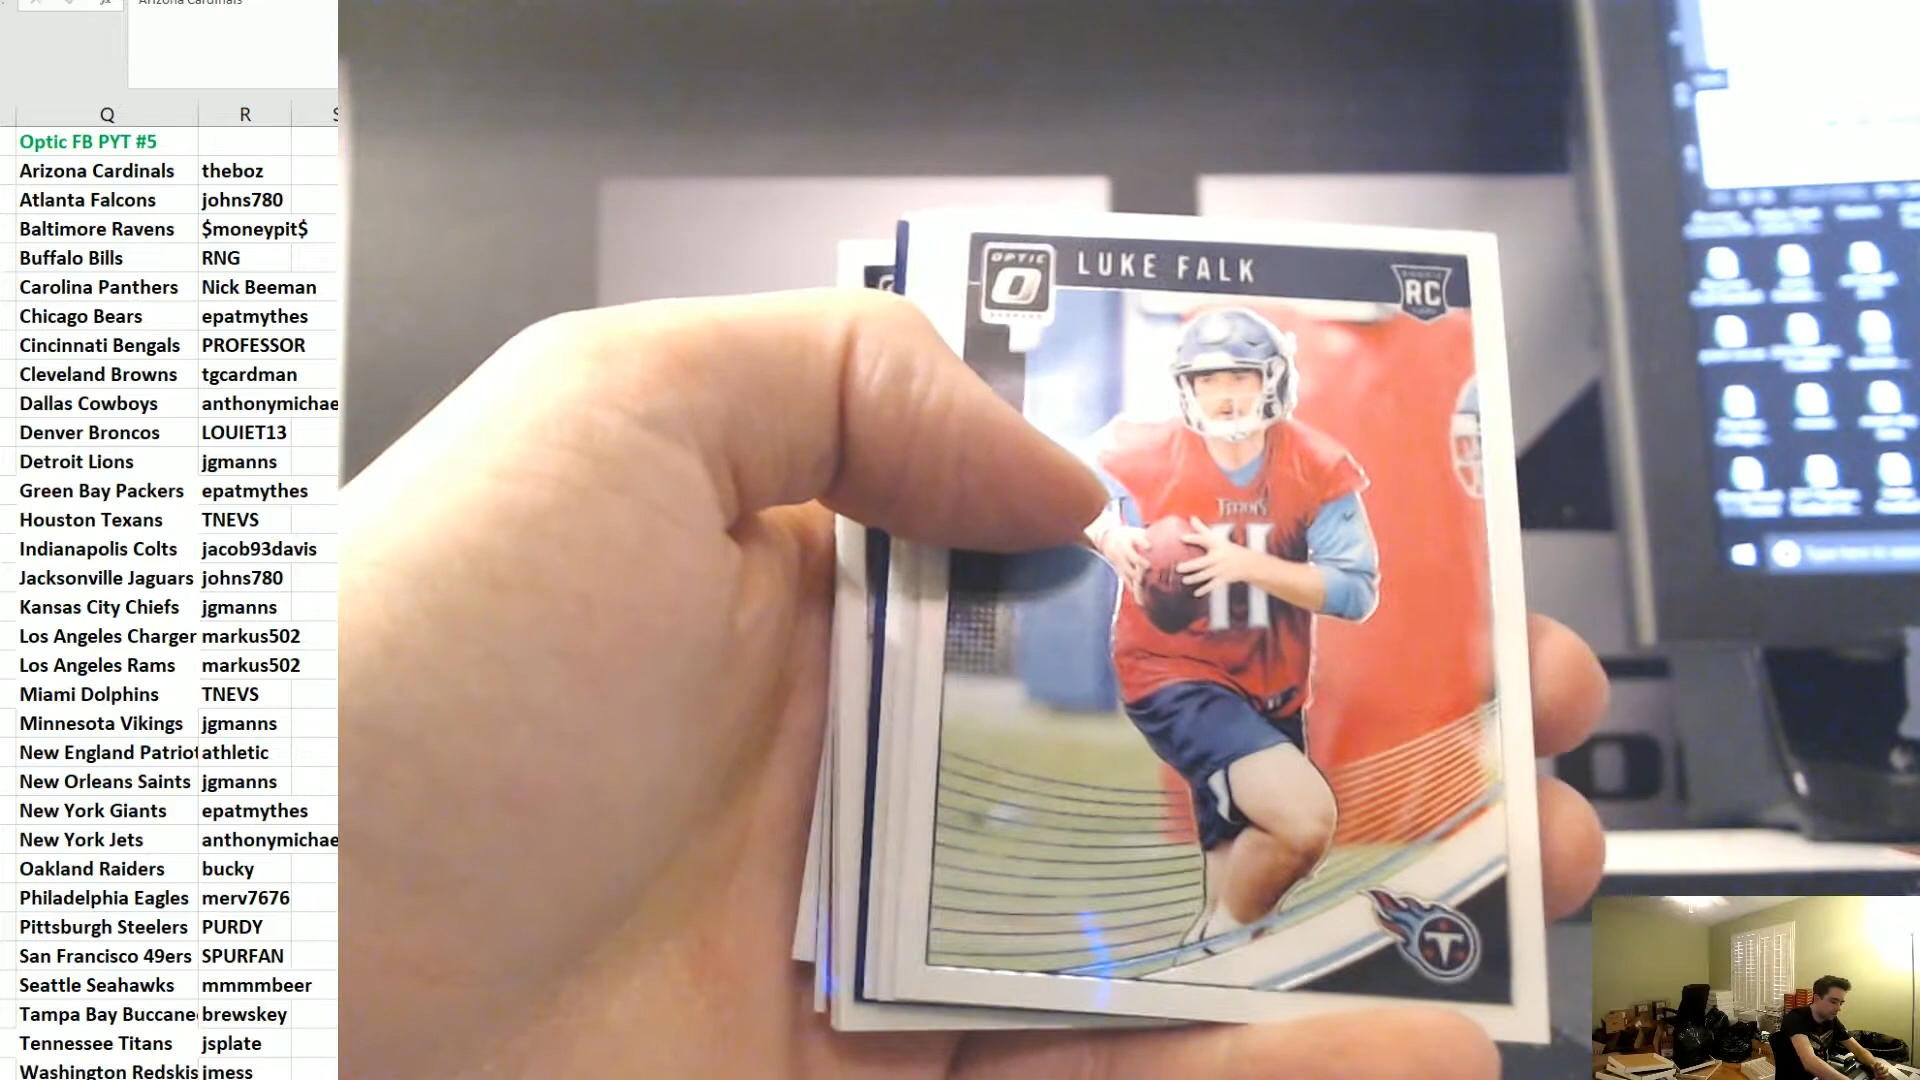 Arizona Cardinals
Q R
Optic FB PYT #5
Arizona Cardinals theboz
Atlanta Falcons johns780
Baltimore Ravens $moneypit$
Buffalo Bills RNG
Carolina Panthers Nick Beeman
Chicago Bears epatmythes
Cincinnati Bengals PROFESSOR
Cleveland Browns tgcardman
Dallas Cowboys anthonymichae
Denver Broncos LOUIET13
Detroit Lions jgmanns
Green Bay Packers epatmythes
Houston Texans TNEVS
Indianapolis Colts jacob93davis
Jacksonville Jaguars johns780
Kansas City Chiefs jgmanns
Los Angeles Charger markus502
Los Angeles Rams markus502
Miami Dolphins TNEVS
Minnesota Vikings jgmanns
New England Patriot athletic
New Orleans Saints jgmanns
New York Giants epatmythes
New York Jets anthonymichae
Oakland Raiders bucky
Philadelphia Eagles merv7676
Pittsburgh Steelers PURDY
San Francisco 49ers SPURFAN
Seattle Seahawks mmmmbeer
Tampa Bay Buccane brewskey
Tennessee Titans jsplate
Washington Redskis jmess
OPTIC
O
LUKE FALK
RC
TITANS
11
T
Type here to